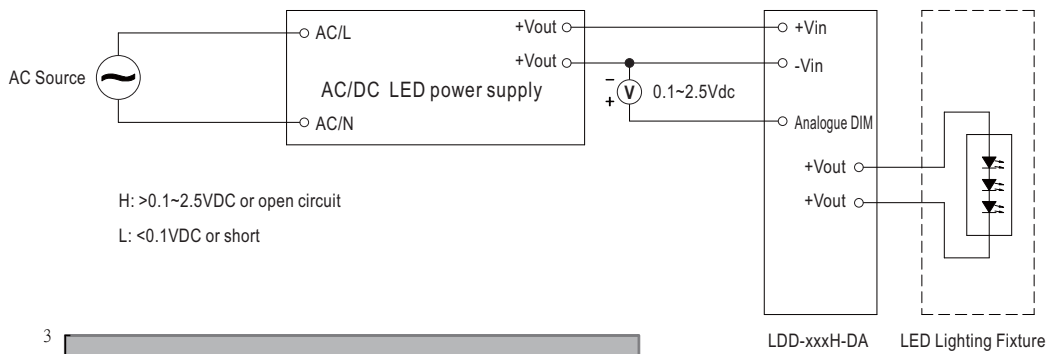 AC Source
AC/L
AC/N
+Vout
+Vout
AC/DC LED power supply
–
+
V
0.1~2.5Vdc
+Vin
-Vin
Analogue DIM
+Vout
+Vout
H: >0.1~2.5VDC or open circuit
L: <0.1VDC or short
LDD-xxxH-DA
LED Lighting Fixture
3